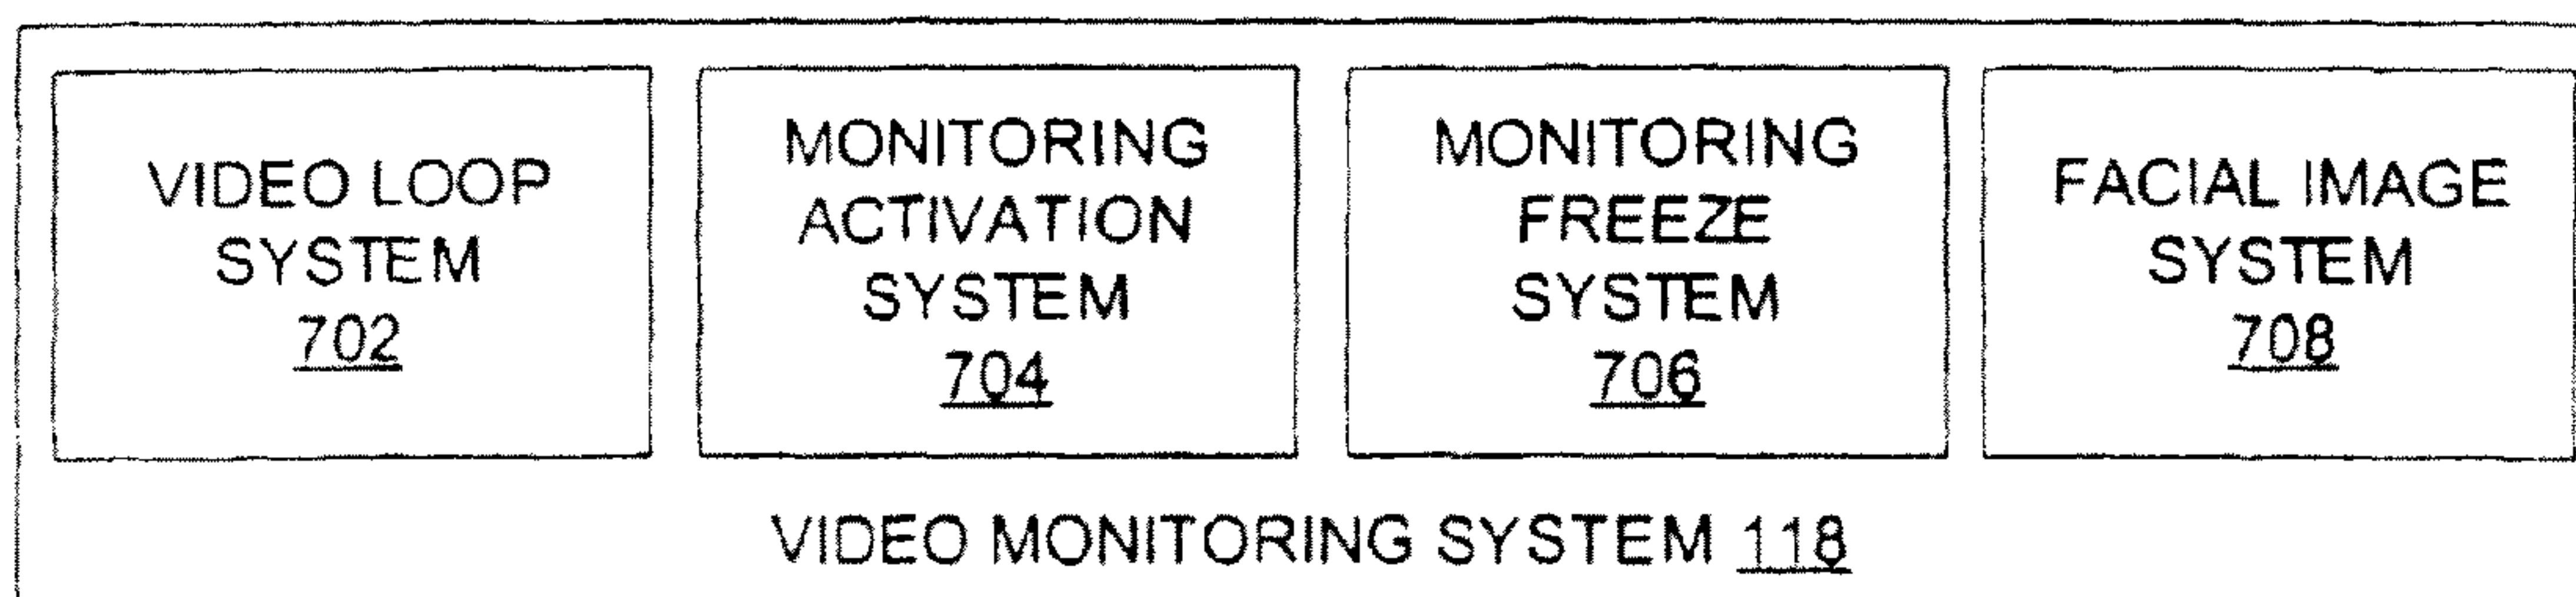 VIDEO LOOP
SYSTEM
702
MONITORING
ACTIVATION
SYSTEM
704
MONITORING
FREEZE
SYSTEM
706
FACIAL IMAGE
SYSTEM
708
VIDEO MONITORING SYSTEM 118